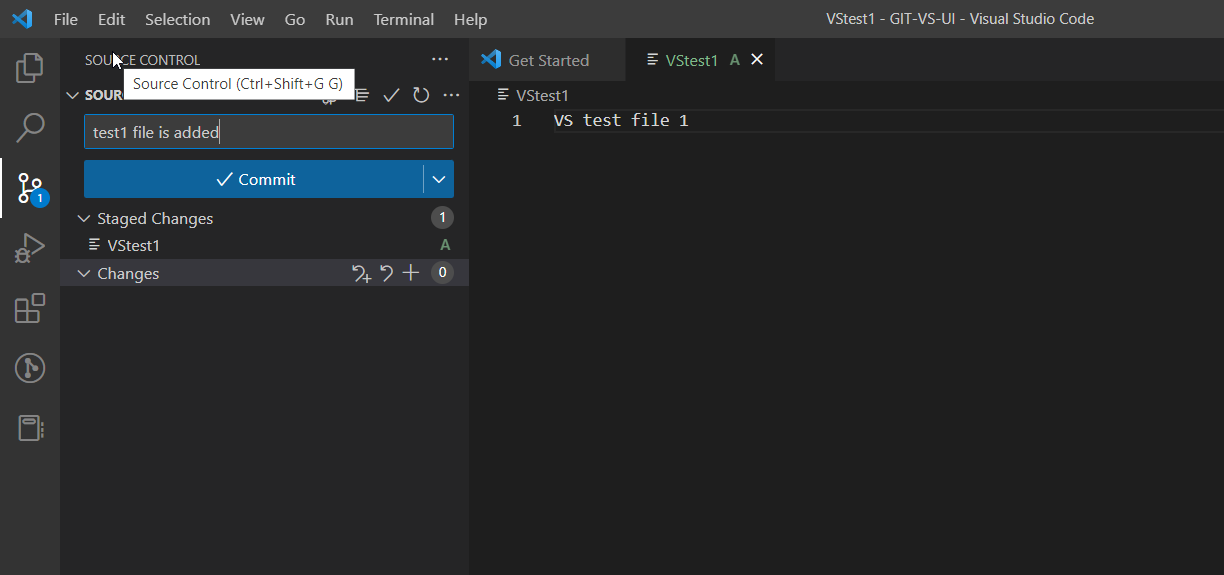 File Edit Selection View Go Run Terminal Help
VStest1 - GIT-VS-UI - Visual Studio Code
SOURCE CONTROL
Source Control (Ctrl+Shift+G G)
SOUR
test1 file is added
Commit
Staged Changes 1
VStest1 A
Changes 0
1
Get Started
VStest1 A
VStest1
1 VS test file 1